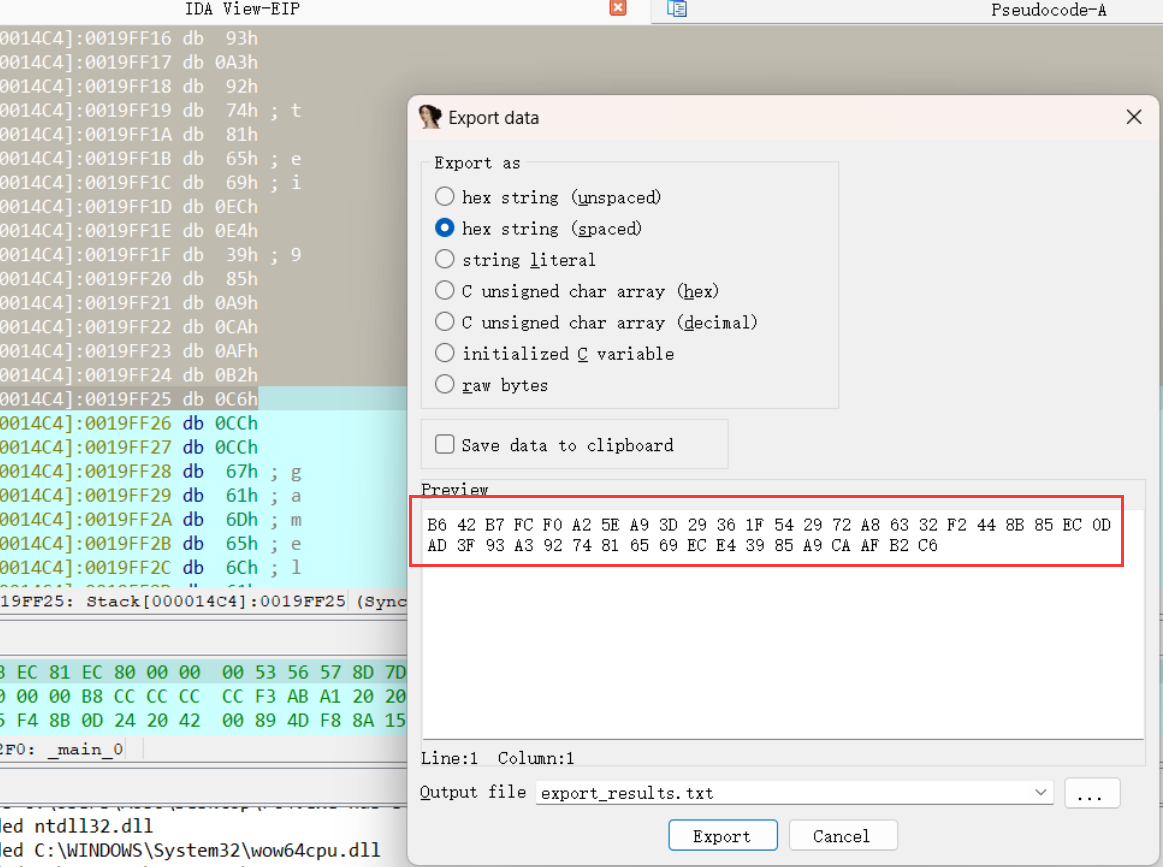 IDA View-EIP
Pseudocode-A
0014C4]:0019FF16 db 93h
0014C4]:0019FF17 db 0A3h
0014C4]:0019FF18 db 92h
0014C4]:0019FF19 db 74h ; t
0014C4]:0019FF1A db 81h
0014C4]:0019FF1B db 65h ; e
0014C4]:0019FF1C db 69h ; i
0014C4]:0019FF1D db 0ECh
0014C4]:0019FF1E db 0E4h
0014C4]:0019FF1F db 39h ; 9
0014C4]:0019FF20 db 85h
0014C4]:0019FF21 db 0A9h
0014C4]:0019FF22 db 0CAh
0014C4]:0019FF23 db 0AFh
0014C4]:0019FF24 db 0B2h
0014C4]:0019FF25 db 0C6h
0014C4]:0019FF26 db 0CCh
0014C4]:0019FF27 db 0CCh
0014C4]:0019FF28 db 67h ; g
0014C4]:0019FF29 db 61h ; a
0014C4]:0019FF2A db 6Dh ; m
0014C4]:0019FF2B db 65h ; e
0014C4]:0019FF2C db 6Ch ; l
19FF25: Stack[000014C4]:0019FF25 (Sync
EC 81 EC 80 00 00 00 53 56 57 8D 7D
00 00 B8 CC CC CC CC F3 AB A1 20 20
F4 8B 0D 24 20 42 00 89 4D F8 8A 15
2F0: _main_0
ded ntdll32.dll
ded C:\WINDOWS\System32\wow64cpu.dll
Export data
Export as
hex string (unspaced)
hex string (spaced)
string literal
C unsigned char array (hex)
C unsigned char array (decimal)
initialized C variable
raw bytes
Save data to clipboard
Preview
B6 42 B7 FC F0 A2 5E A9 3D 29 36 1F 54 29 72 A8 63 32 F2 44 8B 85 EC 0D
AD 3F 93 A3 92 74 81 65 69 EC E4 39 85 A9 CA AF B2 C6
Line:1 Column:1
Output file export_results.txt ...
Export Cancel